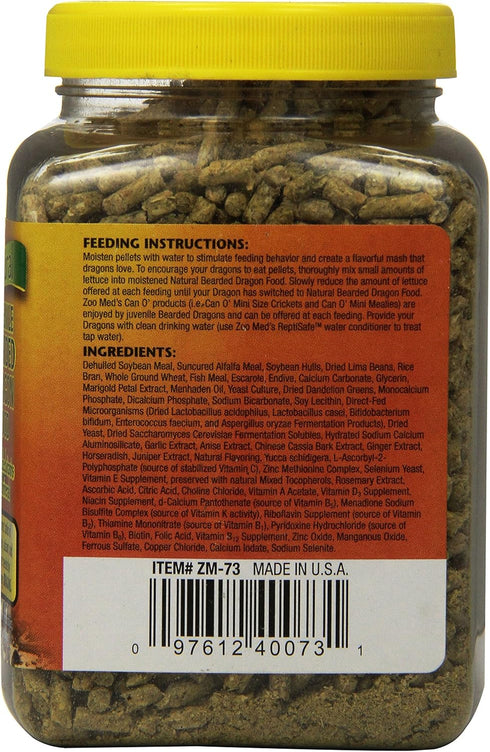 FEEDING INSTRUCTIONS:
Moisten pellets with water to stimulate feeding behavior and create a flavorful mash that
dragons love. To encourage your dragons to eat pellets, thoroughly mix small amounts of
lettuce into moistened Natural Bearded Dragon Food. Slowly reduce the amount of lettuce
offered at each feeding until your Dragon has switched to Natural Bearded Dragon Food.
Zoo Med's Can O' products (i.e. Can O' Mini Size Crickets and Can O' Mini Mealies) are
enjoyed by juvenile Bearded Dragons and can be offered at each feeding. Provide your
Dragons with clean drinking water (use Zoo Med's ReptiSafe™ water conditioner to treat
tap water).
INGREDIENTS:
Dehulled Soybean Meal, Suncured Alfalfa Meal, Soybean Hulls, Dried Lima Beans, Rice
Bran, Whole Ground Wheat, Fish Meal, Escarole, Endive, Calcium Carbonate, Glycerin,
Marigold Petal Extract, Menhaden Oil, Yeast Culture, Dried Dandelion Greens, Monocalcium
Phosphate, Dicalcium Phosphate, Sodium Bicarbonate, Soy Lecithin, Direct-Fed
Microorganisms (Dried Lactobacillus acidophilus, Lactobacillus casei, Bifidobacterium
bifidum, Enterococcus faecium, and Aspergillus oryzae Fermentation Products),
Dried Yeast, Dried Saccharomyces Cerevisiae Fermentation Solubles, Hydrated Sodium Calcium
Aluminosilicate, Garlic Extract, Anise Extract, Chinese Cassia Bark Extract, Ginger Extract,
Horseradish, Juniper Extract, Natural Flavoring, Yucca schidigera, L-Ascorbyl-2-
Polyphosphate (source of stabilized Vitamin C), Zinc Methionine Complex, Selenium Yeast,
Vitamin E Supplement, preserved with natural Mixed Tocopherols, Rosemary Extract,
Ascorbic Acid, Citric Acid, Choline Chloride, Vitamin A Acetate, Vitamin D3 Supplement,
Niacin Supplement, d-Calcium Pantothenate (source of Vitamin B5), Menadione Sodium
Bisulfite Complex (source of Vitamin K activity), Riboflavin Supplement (source of Vitamin
B2), Thiamine Mononitrate (source of Vitamin B1), Pyridoxine Hydrochloride (source of
Vitamin B6), Biotin, Folic Acid, Vitamin B12 Supplement, Zinc Oxide, Manganous Oxide,
Ferrous Sulfate, Copper Chloride, Calcium Iodate, Sodium Selenite.
ITEM# ZM-73 MADE IN U.S.A.
0 97612 40073 1